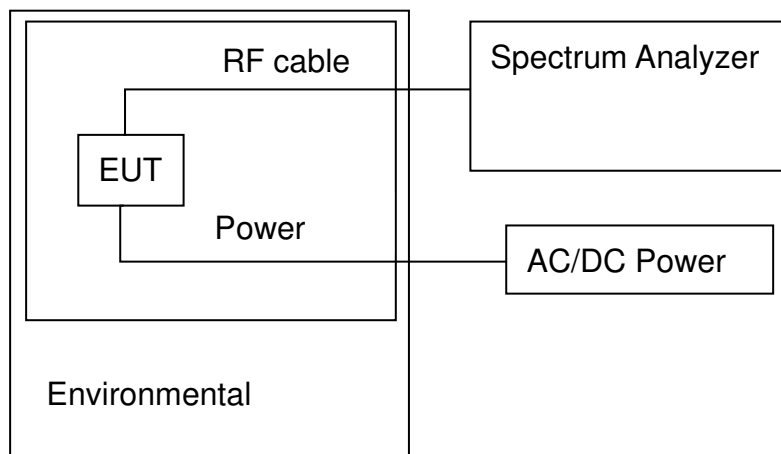 RF cable
Spectrum Analyzer
EUT
Power
AC/DC Power
Environmental